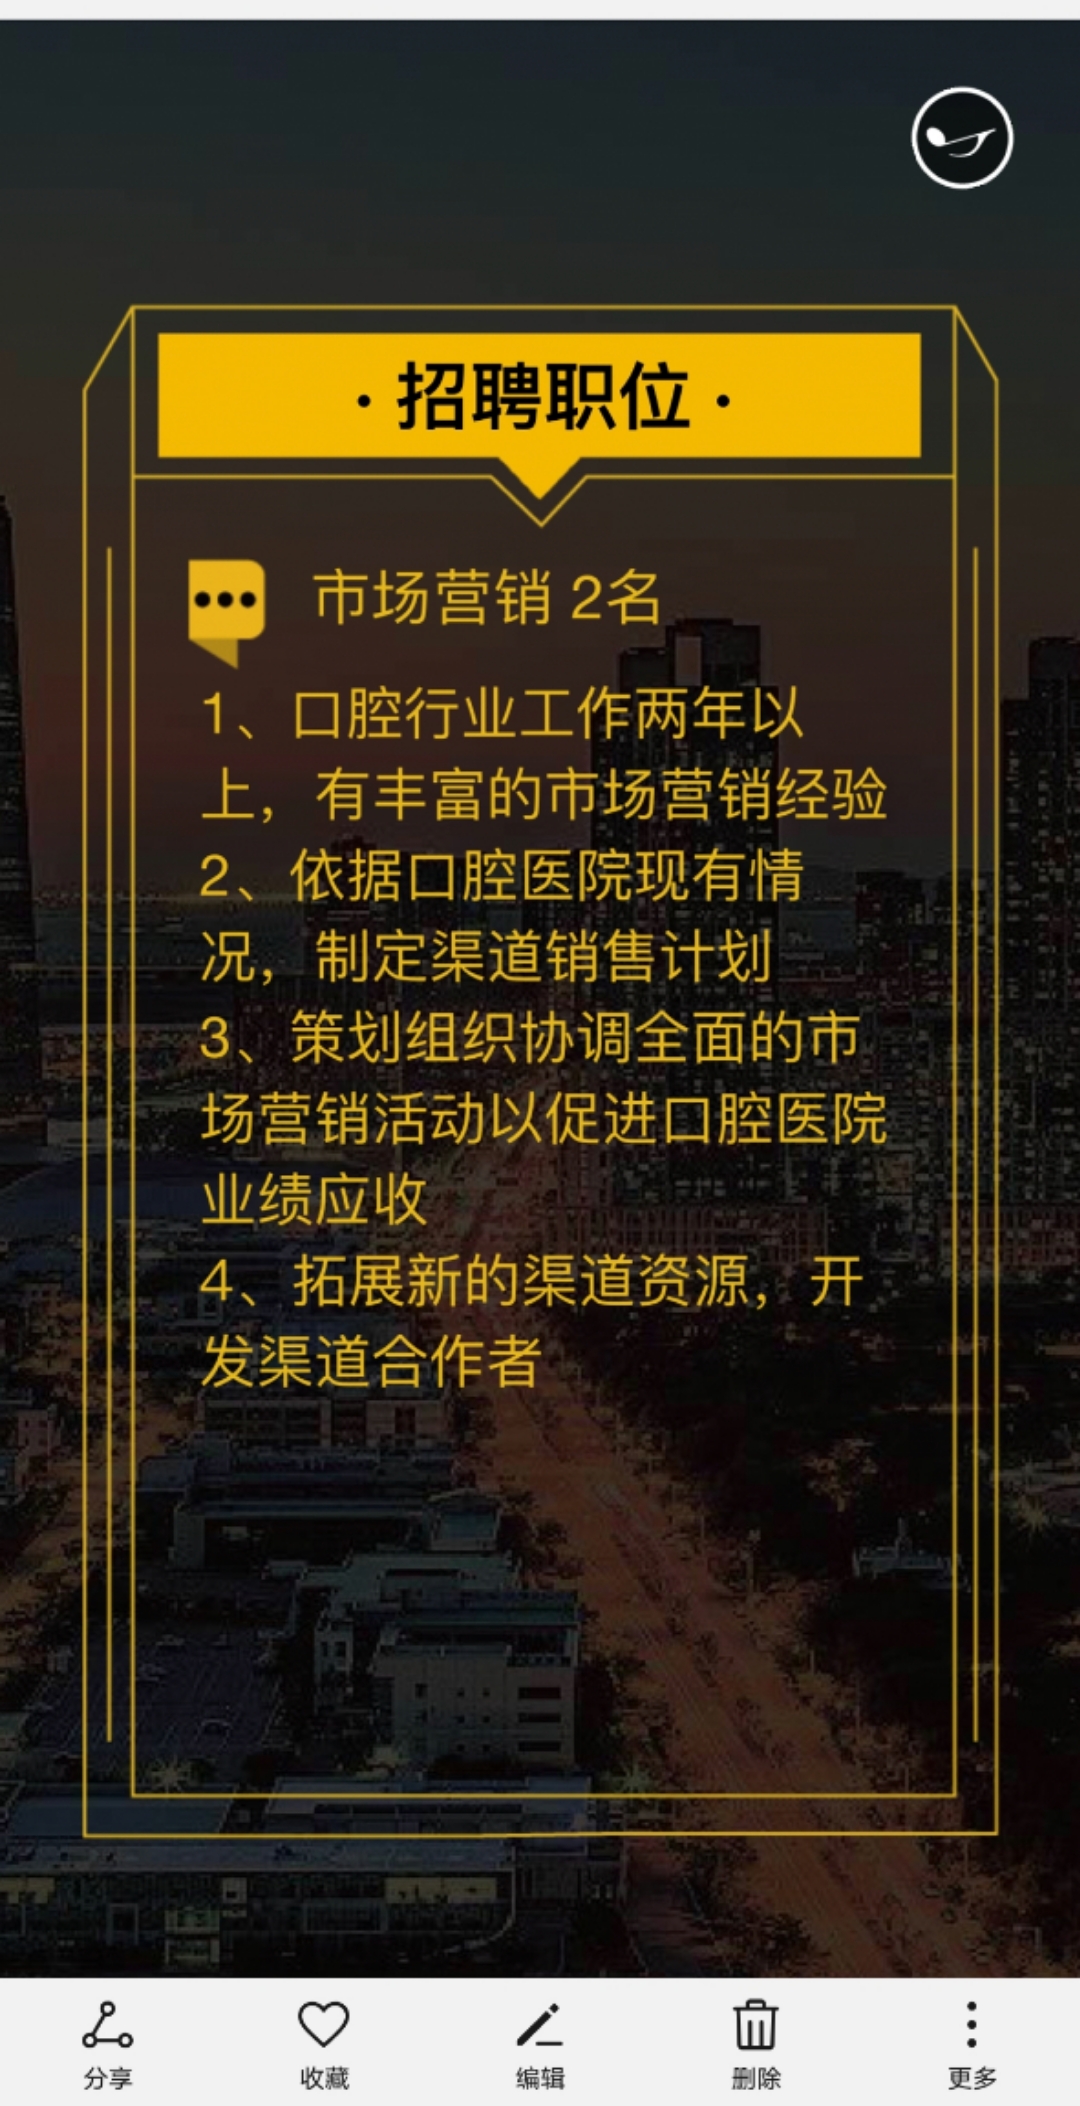 ·招聘职位·
市场营销 2名
1、口腔行业工作两年以
上，有丰富的市场营销经验
2、依据口腔医院现有情
况，制定渠道销售计划
3、策划组织协调全面的市
场营销活动以促进口腔医院
业绩应收
4、拓展新的渠道资源，开
发渠道合作者
分享 收藏 编辑 删除 更多